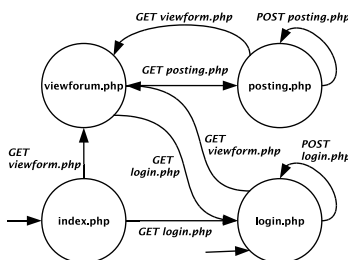 GET viewform.php
POST posting.php
GET posting.php
viewforum.php
posting.php
GET
viewform.php
GET
viewform.php
POST
login.php
GET
login.php
index.php
login.php
GET login.php